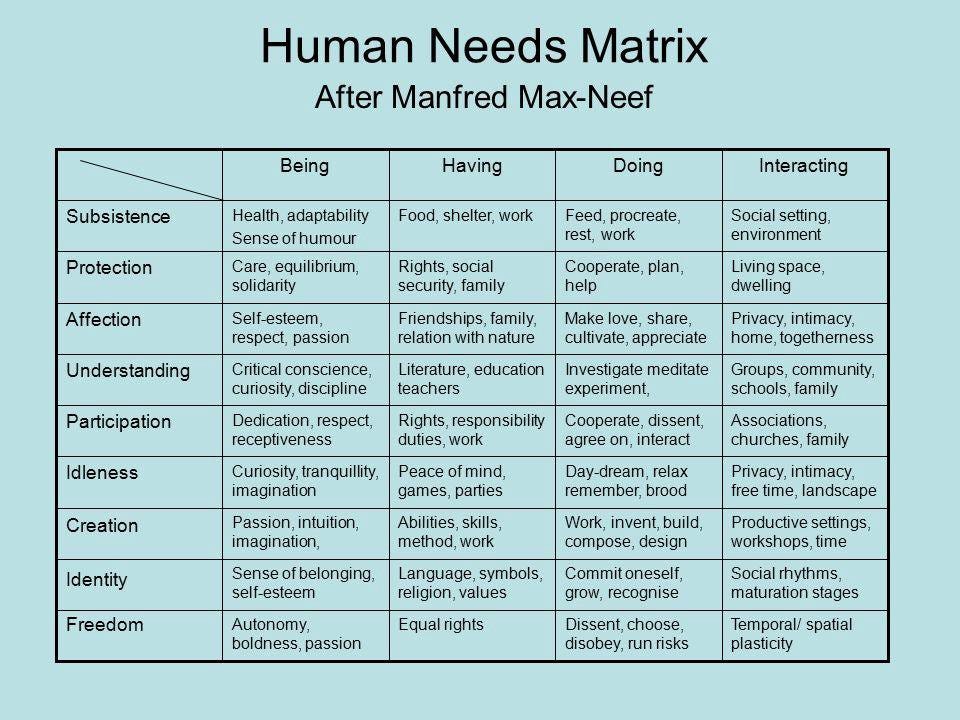 Human Needs Matrix
After Manfred Max-Neef
Being
Having
Doing
Interacting
Subsistence
Health, adaptability
Sense of humour
Food, shelter, work
Feed, procreate,
rest, work
Social setting,
environment
Protection
Care, equilibrium,
solidarity
Rights, social
security, family
Cooperate, plan,
help
Living space,
dwelling
Affection
Self-esteem,
respect, passion
Friendships, family,
relation with nature
Make love, share,
cultivate, appreciate
Privacy, intimacy,
home, togetherness
Understanding
Critical conscience,
curiosity, discipline
Literature, education
teachers
Investigate meditate
experiment,
Groups, community,
schools, family
Participation
Dedication, respect,
receptiveness
Rights, responsibility
duties, work
Cooperate, dissent,
agree on, interact
Associations,
churches, family
Idleness
Curiosity, tranquillity,
imagination
Peace of mind,
games, parties
Day-dream, relax
remember, brood
Privacy, intimacy,
free time, landscape
Creation
Passion, intuition,
imagination,
Abilities, skills,
method, work
Work, invent, build,
compose, design
Productive settings,
workshops, time
Identity
Sense of belonging,
self-esteem
Language, symbols,
religion, values
Commit oneself,
grow, recognise
Social rhythms,
maturation stages
Freedom
Autonomy,
boldness, passion
Equal rights
Dissent, choose,
disobey, run risks
Temporal/ spatial
plasticity